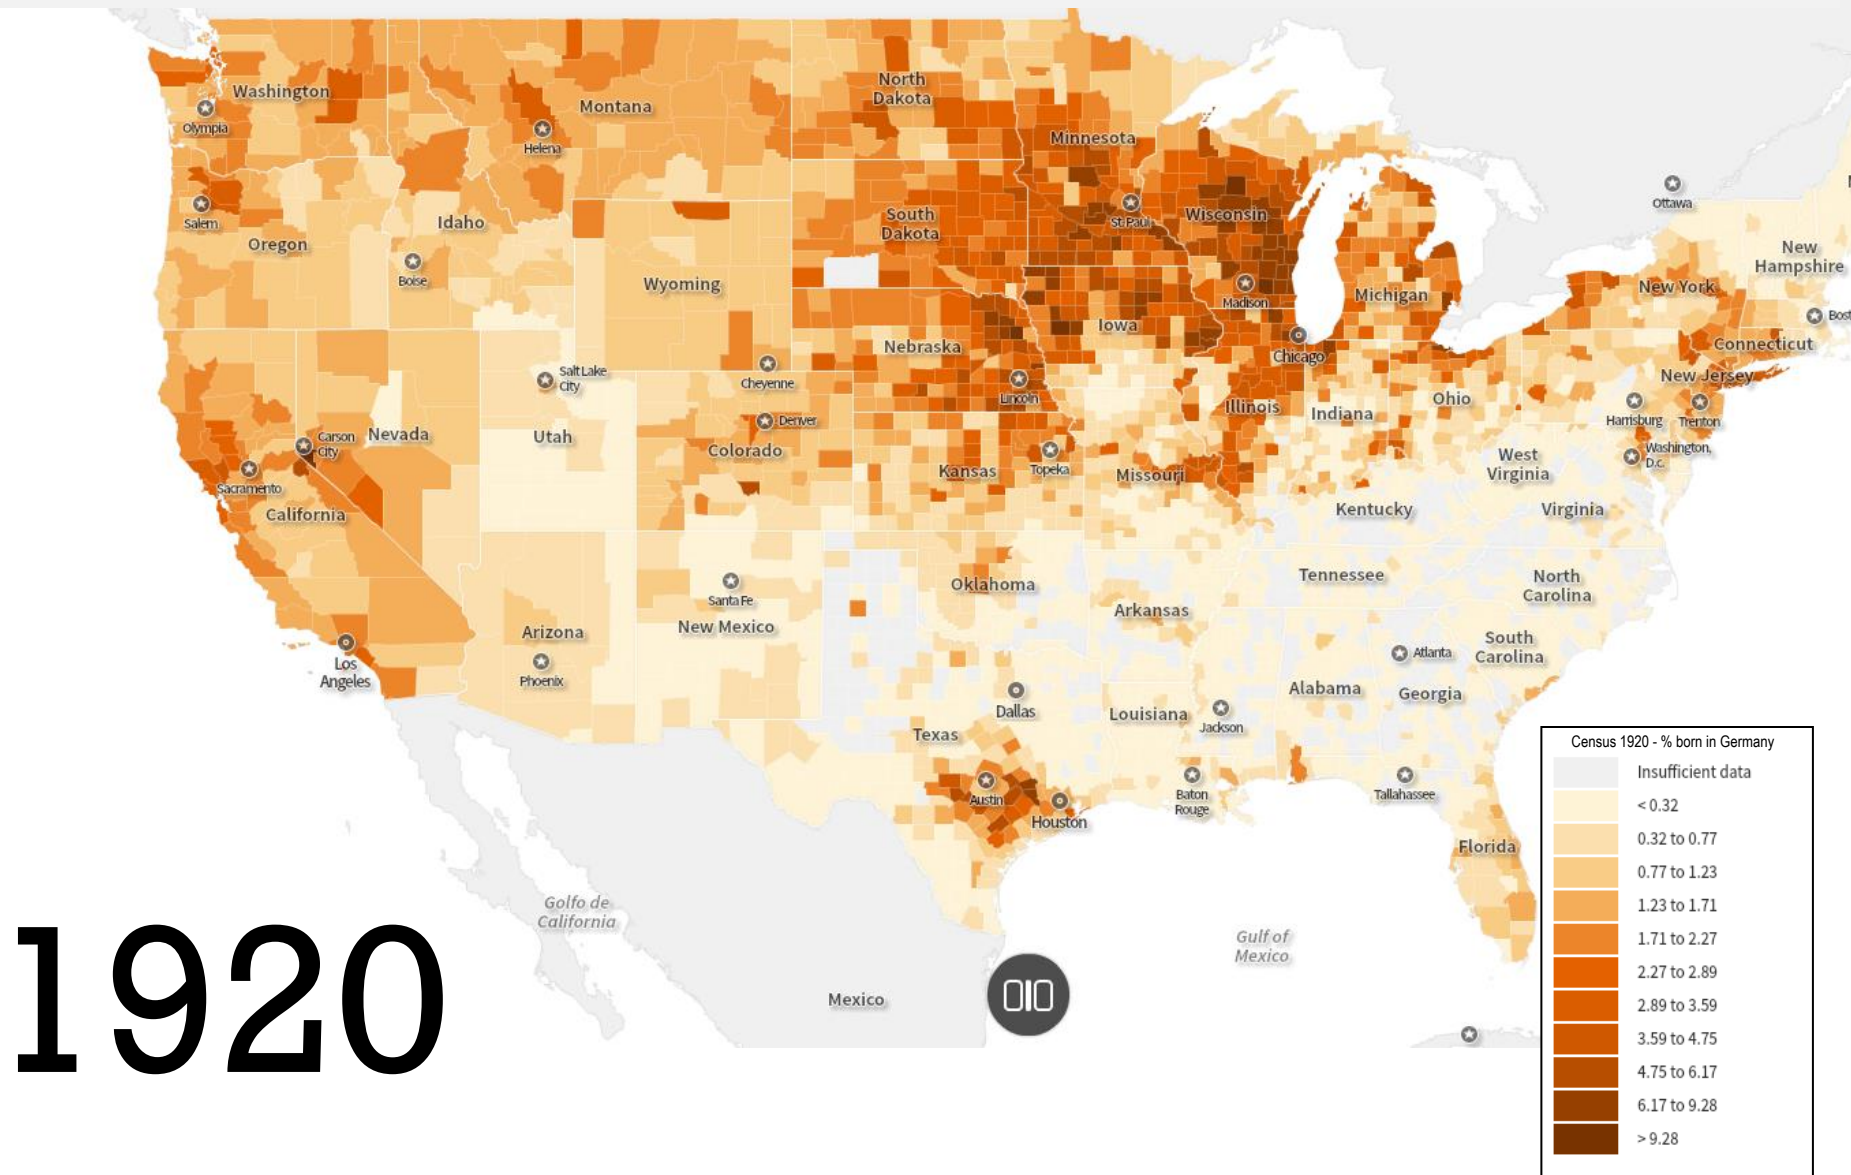 North
Dakota
Washington
Montana
Olympia
Helena
Minnesota
Ottawa
Salem
Idaho
South
Dakota
St. Paul
Wisconsin
Oregon
New
Hampshire
Boise
Wyoming
Madison
Michigan
New York
Iowa
Bost
Nebraska
Chicago
Connecticut
Salt Lake
City
Cheyenne
New Jersey
Lincoln
Illinois
Indiana
Ohio
Harrisburg
Trenton
Denver
Carson
City
Nevada
Utah
Colorado
Kansas
Topeka
Missouri
West
Virginia
Washington,
D.c.
Sacramento
California
Kentucky
Virginia
Oklahoma
Tennessee
North
Carolina
Santa Fe
New Mexico
Arkansas
Arizona
Los
Angeles
Phoenix
Atlanta
South
Carolina
Dallas
Louisiana
Jackson
Alabama
Georgia
Texas
Austin
Houston
Baton
Rouge
Tallahassee
Florida
Golfo de
California
Gulf of
Mexico
Mexico
1920
Census 1920 - % born in Germany
Insufficient data
< 0.32
0.32 to 0.77
0.77 to 1.23
1.23 to 1.71
1.71 to 2.27
2.27 to 2.89
2.89 to 3.59
3.59 to 4.75
4.75 to 6.17
6.17 to 9.28
> 9.28